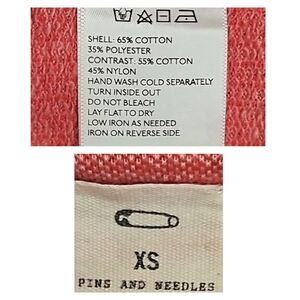 SHELL: 65% COTTON
35% POLYESTER
CONTRAST: 55% COTTON
45% NYLON
HAND WASH COLD SEPARATELY
TURN INSIDE OUT
DO NOT BLEACH
LAY FLAT TO DRY
LOW IRON AS NEEDED
IRON ON REVERSE SIDE
XS
PINS AND NEEDLES